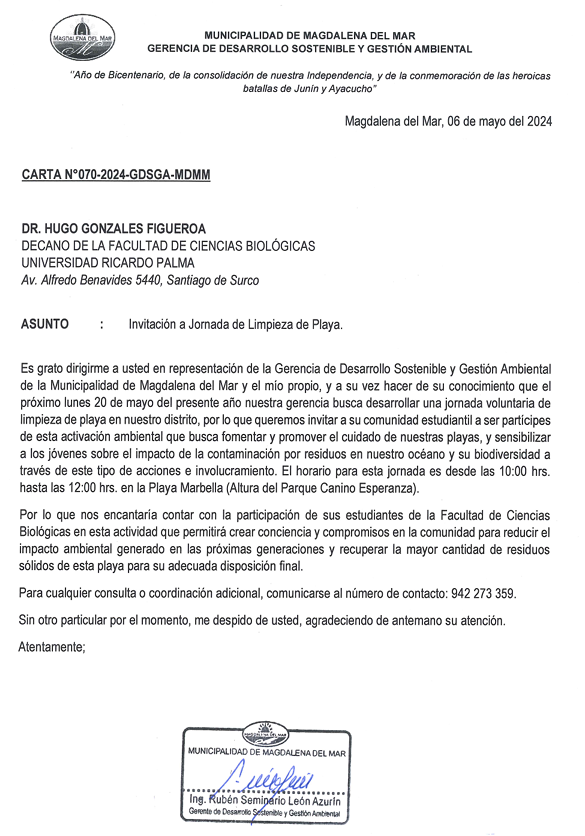 MAGDALENA DEL MAR
MUNICIPALIDAD DE MAGDALENA DEL MAR
GERENCIA DE DESARROLLO SOSTENIBLE Y GESTIÓN AMBIENTAL
"Año de Bicentenario, de la consolidación de nuestra Independencia, y de la conmemoración de las heroicas
batallas de Junín y Ayacucho"
Magdalena del Mar, 06 de mayo del 2024
CARTA N°070-2024-GDSGA-MDMM
DR. HUGO GONZALES FIGUEROA
DECANO DE LA FACULTAD DE CIENCIAS BIOLÓGICAS
UNIVERSIDAD RICARDO PALMA
Av. Alfredo Benavides 5440, Santiago de Surco
ASUNTO : Invitación a Jornada de Limpieza de Playa.
Es grato dirigirme a usted en representación de la Gerencia de Desarrollo Sostenible y Gestión Ambiental
de la Municipalidad de Magdalena del Mar y el mío propio, y a su vez hacer de su conocimiento que el
próximo lunes 20 de mayo del presente año nuestra gerencia busca desarrollar una jornada voluntaria de
limpieza de playa en nuestro distrito, por lo que queremos invitar a su comunidad estudiantil a ser partícipes
de esta activación ambiental que busca fomentar y promover el cuidado de nuestras playas, y sensibilizar
a los jóvenes sobre el impacto de la contaminación por residuos en nuestro océano y su biodiversidad a
través de este tipo de acciones e involucramiento. El horario para esta jornada es desde las 10:00 hrs.
hasta las 12:00 hrs. en la Playa Marbella (Altura del Parque Canino Esperanza).
Por lo que nos encantaría contar con la participación de sus estudiantes de la Facultad de Ciencias
Biológicas en esta actividad que permitirá crear conciencia y compromisos en la comunidad para reducir el
impacto ambiental generado en las próximas generaciones y recuperar la mayor cantidad de residuos
sólidos de esta playa para su adecuada disposición final.
Para cualquier consulta o coordinación adicional, comunicarse al número de contacto: 942 273 359.
Sin otro particular por el momento, me despido de usted, agradeciendo de antemano su atención.
Atentamente;
MAGDALENA DEL MAR
MUNICIPALIDAD DE MAGDALENA DEL MAR
Ing. Rubén Seminario León Azurín
Gerente de Desarrollo Sostenible y Gestión Ambiental